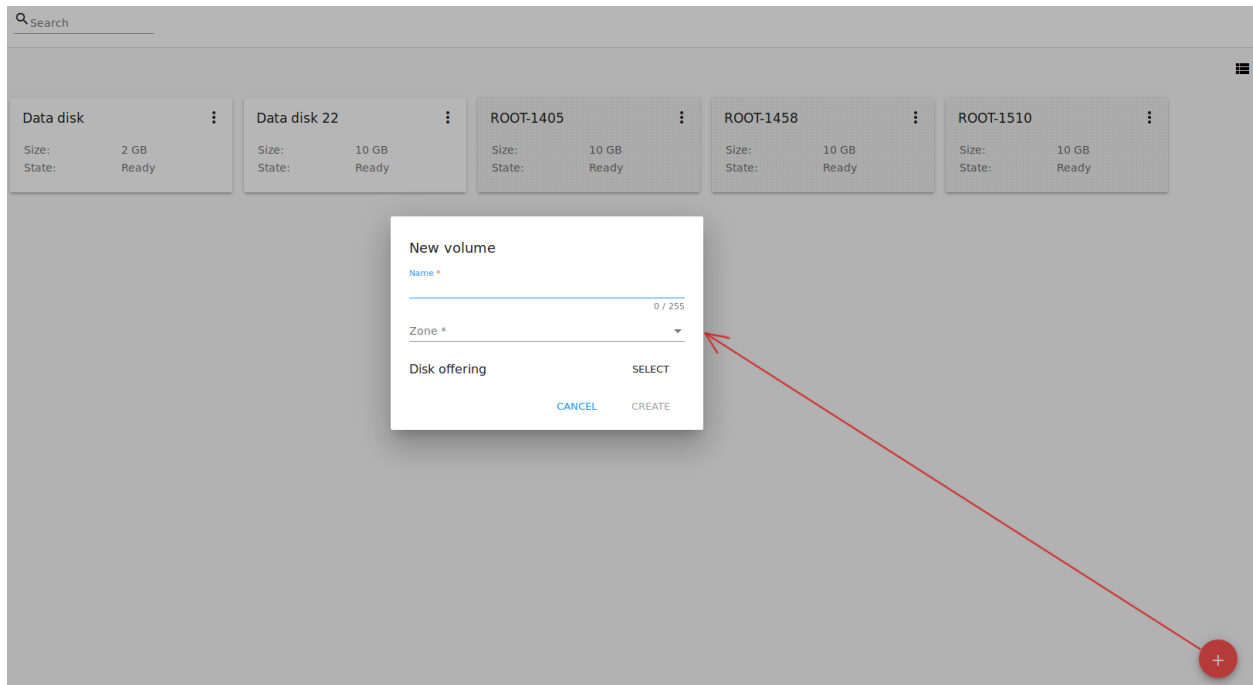 Search
Data disk
Size: 2 GB
State: Ready
Data disk 22
Size: 10 GB
State: Ready
ROOT-1405
Size: 10 GB
State: Ready
ROOT-1458
Size: 10 GB
State: Ready
ROOT-1510
Size: 10 GB
State: Ready
New volume
Name *
0 / 255
Zone *
Disk offering SELECT
CANCEL CREATE